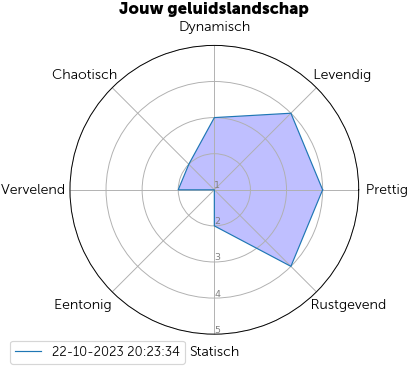 Jouw geluidslandschap
Dynamisch
Chaotisch
Levendig
Vervelend
1
Prettig
2
3
Eentonig
4
Rustgevend
5
22-10-2023 20:23:34
Statisch